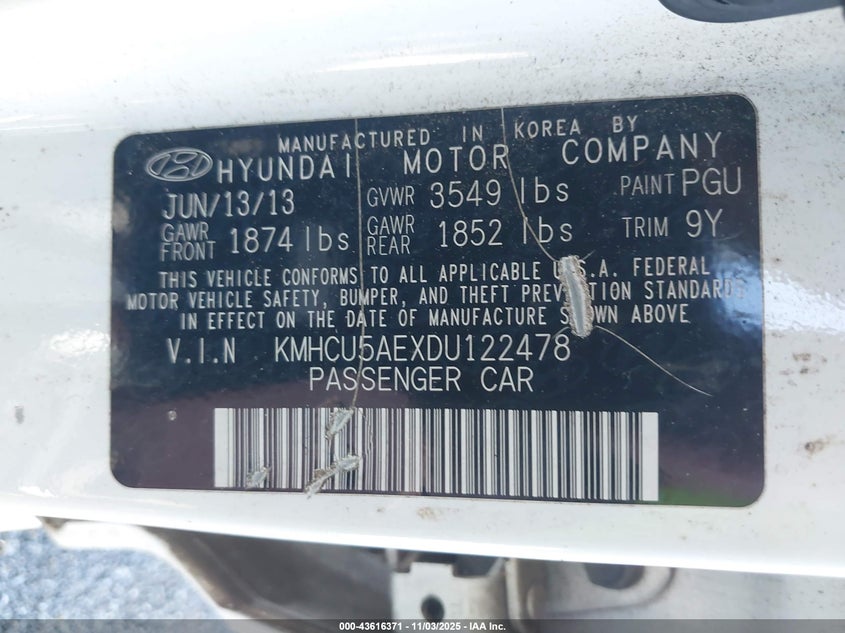 MANUFACTURED IN KOREA BY
HYUNDAI MOTOR COMPANY
JUN/13/13 GVWR 3549 lbs PAINT PGU
GAWR FRONT 1874 lbs GAWR REAR 1852 lbs TRIM 9Y
THIS VEHICLE CONFORMS TO ALL APPLICABLE U.S.A. FEDERAL
MOTOR VEHICLE SAFETY, BUMPER, AND THEFT PREVENTION STANDARDS
IN EFFECT ON THE DATE OF MANUFACTURE SHOWN ABOVE
V.I.N KMHCU5AEXDU122478
PASSENGER CAR
000-43616371 - 11/03/2025 - IAA Inc.